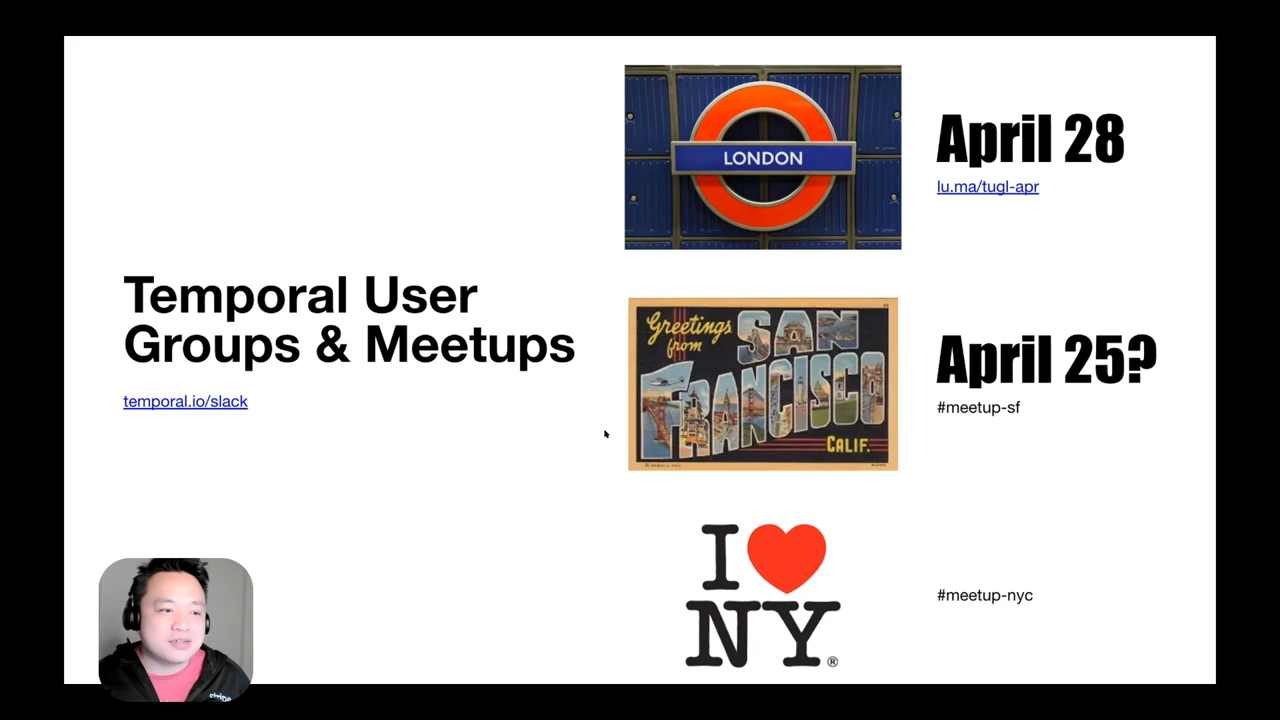 Temporal User
Groups & Meetups
temporal.io/slack
LONDON
April 28
lu.ma/tugl-apr
Greetings
from
SAN
FRANCISCO
CALIF.
April 25?
#meetup-sf
I ♥
NY®
#meetup-nyc
stripe